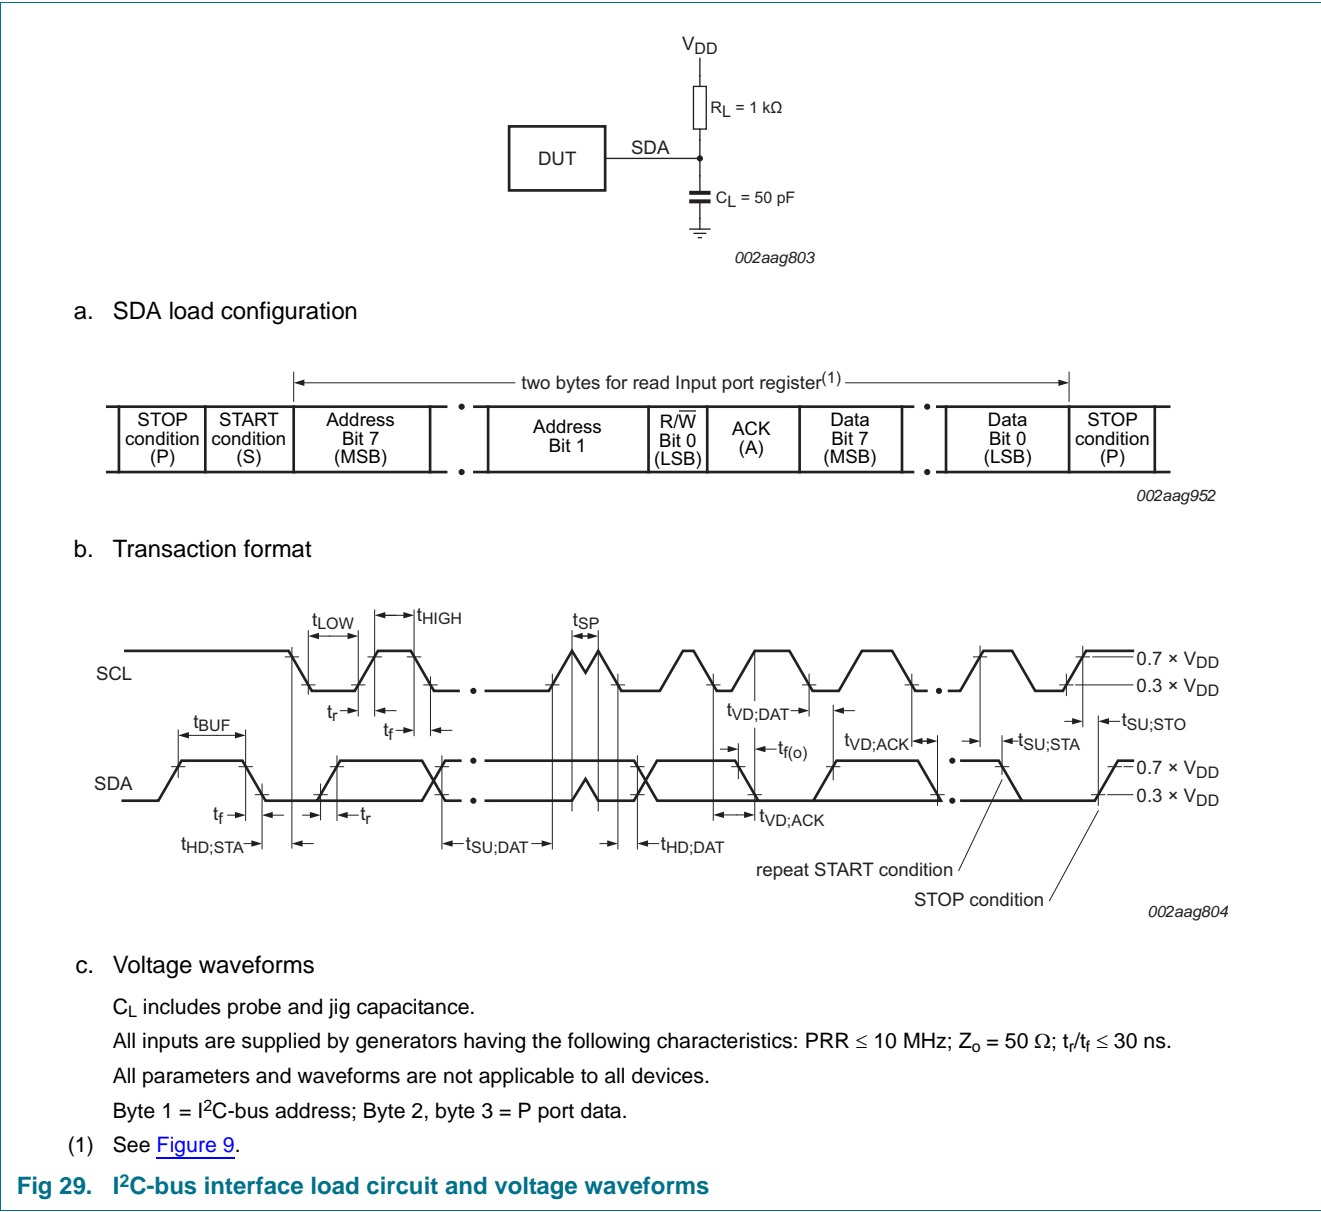 VDD
RL = 1 kΩ
DUT
SDA
CL = 50 pF
002aag803
a. SDA load configuration
two bytes for read Input port register(1)
STOP condition (P)
START condition (S)
Address Bit 7 (MSB)
Address Bit 1
R/W̅ Bit 0 (LSB)
ACK (A)
Data Bit 7 (MSB)
Data Bit 0 (LSB)
STOP condition (P)
002aag952
b. Transaction format
tLOW
tHIGH
tSP
SCL
0.7 × VDD
0.3 × VDD
tr
tf
tBUF
tVD;DAT
tf(o)
tVD;ACK
tSU;STA
tSU;STO
SDA
0.7 × VDD
0.3 × VDD
tf
tr
tVD;ACK
tHD;STA
tSU;DAT
tHD;DAT
repeat START condition
STOP condition
002aag804
c. Voltage waveforms
CL includes probe and jig capacitance.
All inputs are supplied by generators having the following characteristics: PRR ≤ 10 MHz; Zo = 50 Ω; tr/tf ≤ 30 ns.
All parameters and waveforms are not applicable to all devices.
Byte 1 = I2C-bus address; Byte 2, byte 3 = P port data.
(1) See Figure 9.
Fig 29. I2C-bus interface load circuit and voltage waveforms